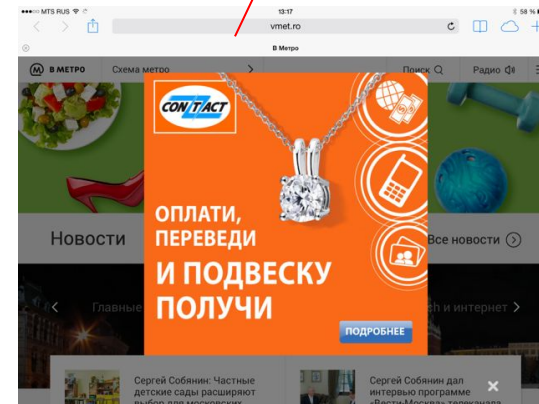 MTS RUS
13:17
58 %
vmet.ro
В Метро
В МЕТРО
Схема метро
Поиск
Радио
CONTACT
ОПЛАТИ,
ПЕРЕВЕДИ
И ПОДВЕСКУ
ПОЛУЧИ
ПОДРОБНЕЕ
Новости
Все новости
Главные
и интернет
Сергей Собянин: Частные
детские сады расширяют
выбор для московских
Сергей Собянин дал
интервью программе
«Вести-Москва» телеканала